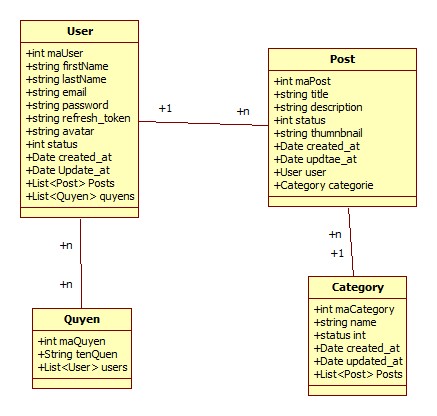 User
+int maUser
+string firstName
+string lastName
+string email
+string password
+string refresh_token
+string avatar
+int status
+Date created_at
+Date Update_at
+List<Post> Posts
+List<Quyen> quyens
+1
+n
Post
+int maPost
+string title
+string description
+int status
+string thumnbnail
+Date created_at
+Date updtae_at
+User user
+Category categorie
+n
+n
+n
+1
Quyen
+int maQuyen
+String tenQuen
+List<User> users
Category
+int maCategory
+string name
+status int
+Date created_at
+Date updated_at
+List<Post> Posts